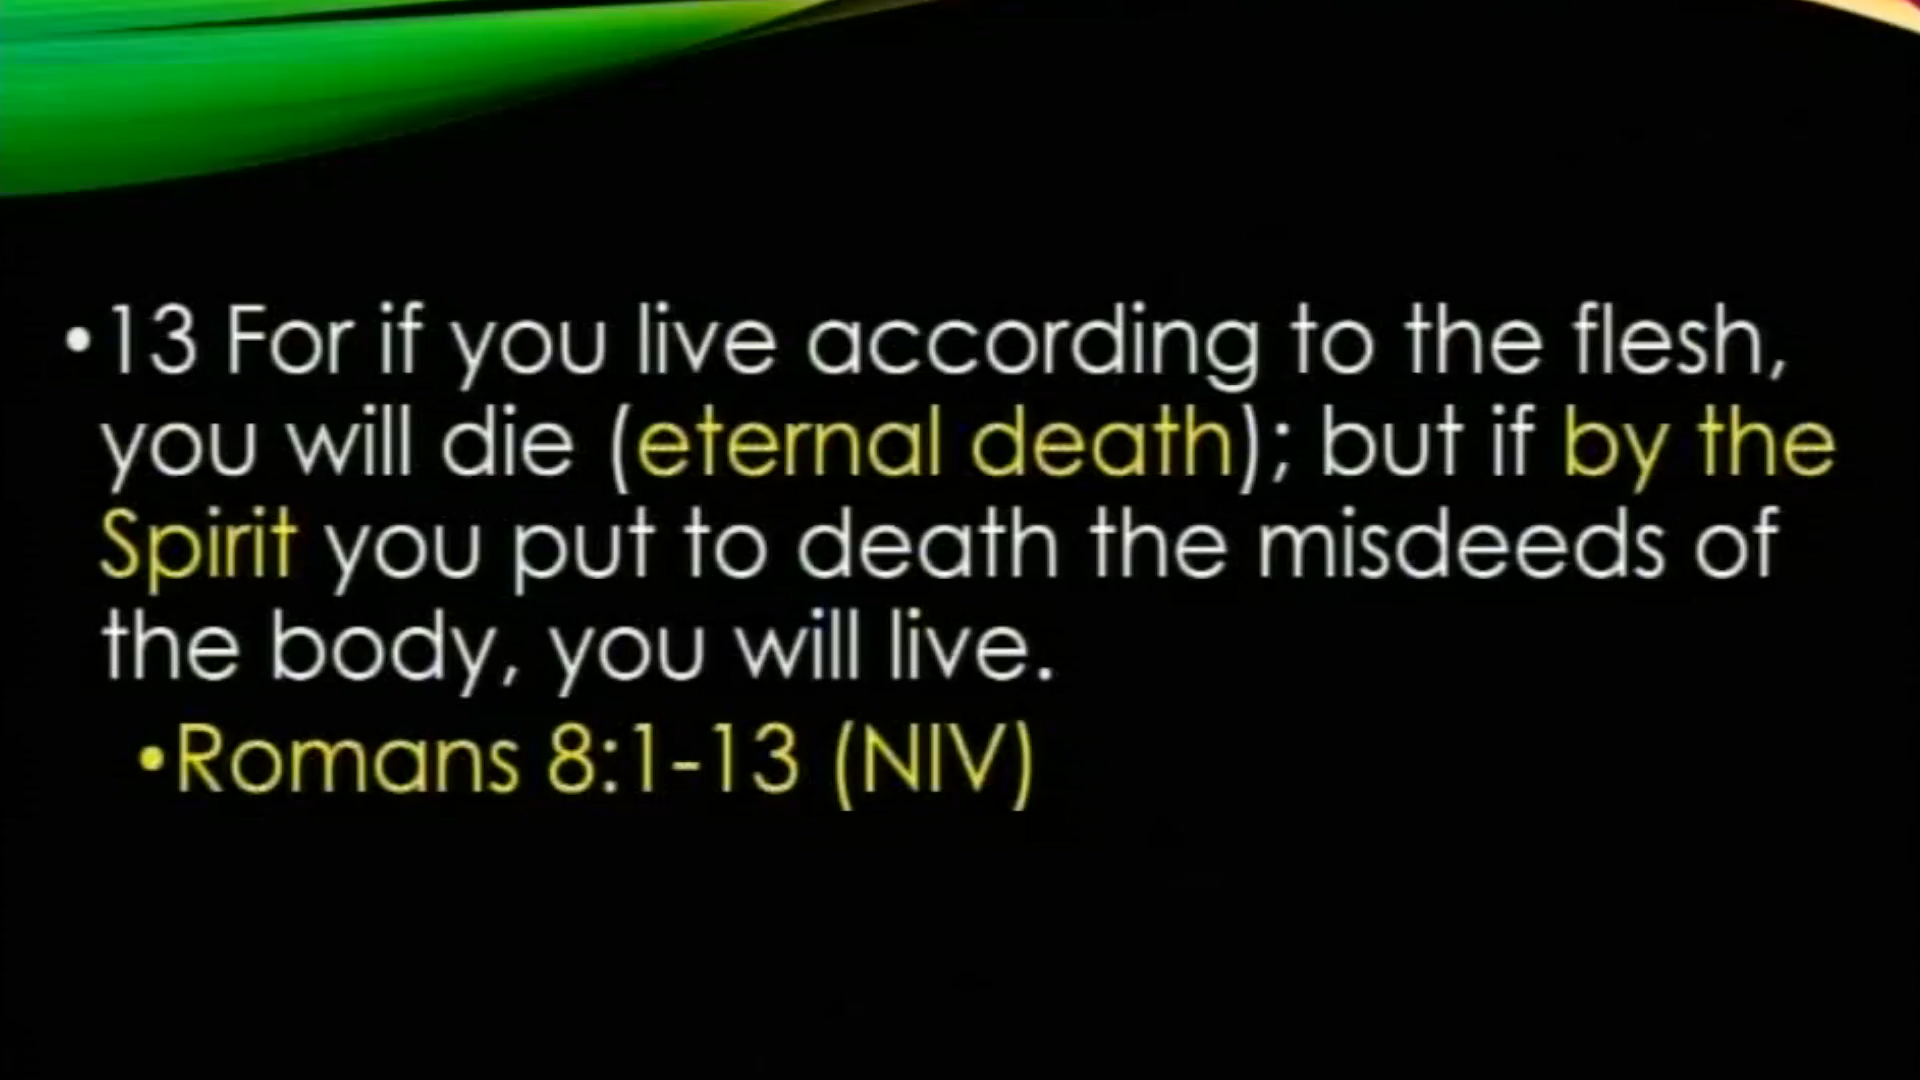 •13 For if you live according to the flesh,
you will die (eternal death); but if by the
Spirit you put to death the misdeeds of
the body, you will live.
•Romans 8:1-13 (NIV)